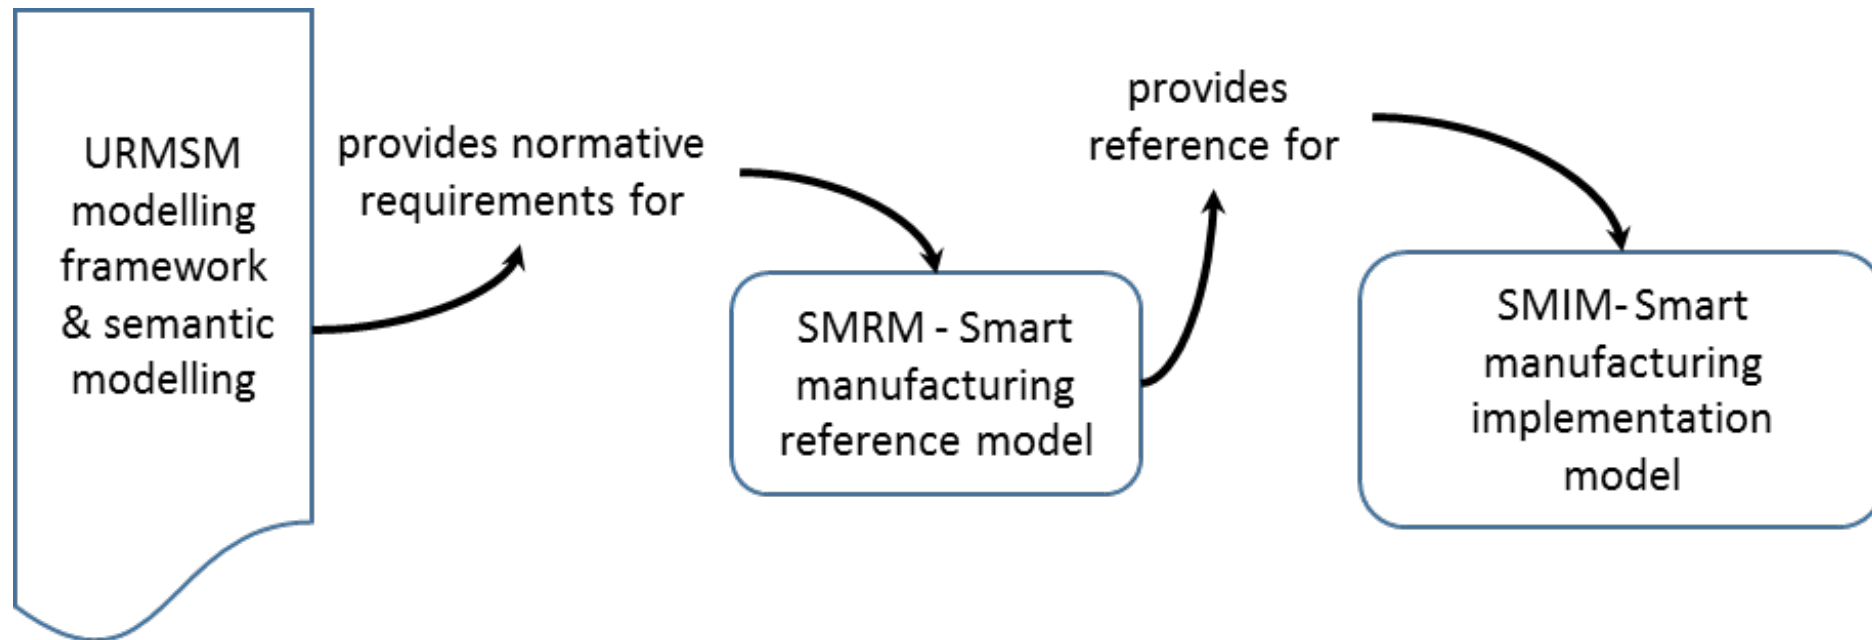 URMSM
modelling
framework
& semantic
modelling
provides normative
requirements for
SMRM - Smart
manufacturing
reference model
provides
reference for
SMIM- Smart
manufacturing
implementation
model